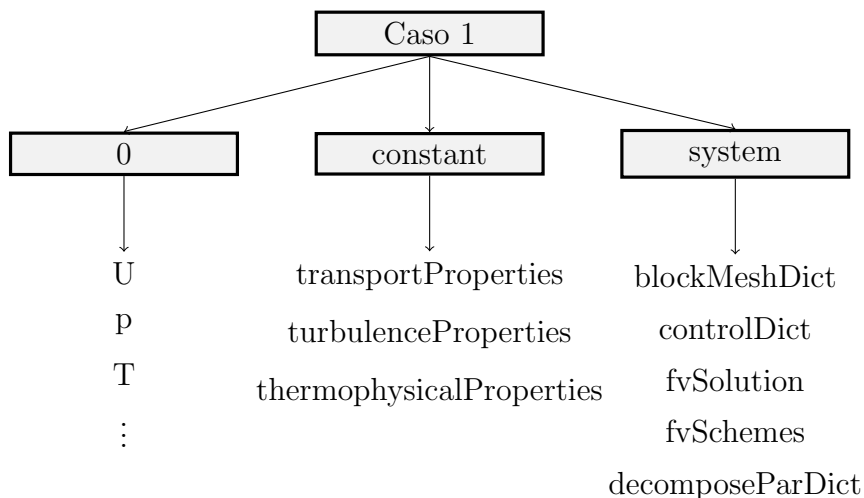 Caso 1
0
constant
system
U
p
T
⋮
transportProperties
turbulenceProperties
thermophysicalProperties
blockMeshDict
controlDict
fvSolution
fvSchemes
decomposeParDict